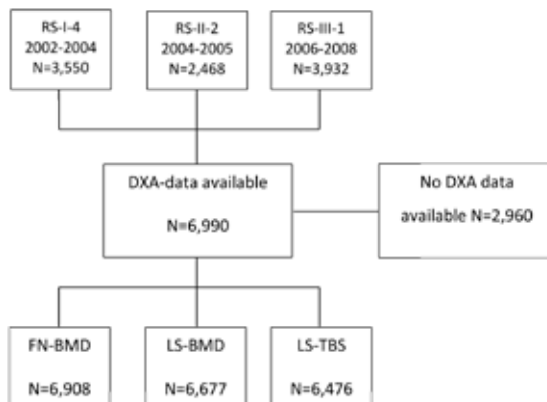 RS-I-4
2002-2004
N=3,550
RS-II-2
2004-2005
N=2,468
RS-III-1
2006-2008
N=3,932
DXA-data available
N=6,990
No DXA data
available N=2,960
FN-BMD
N=6,908
LS-BMD
N=6,677
LS-TBS
N=6,476